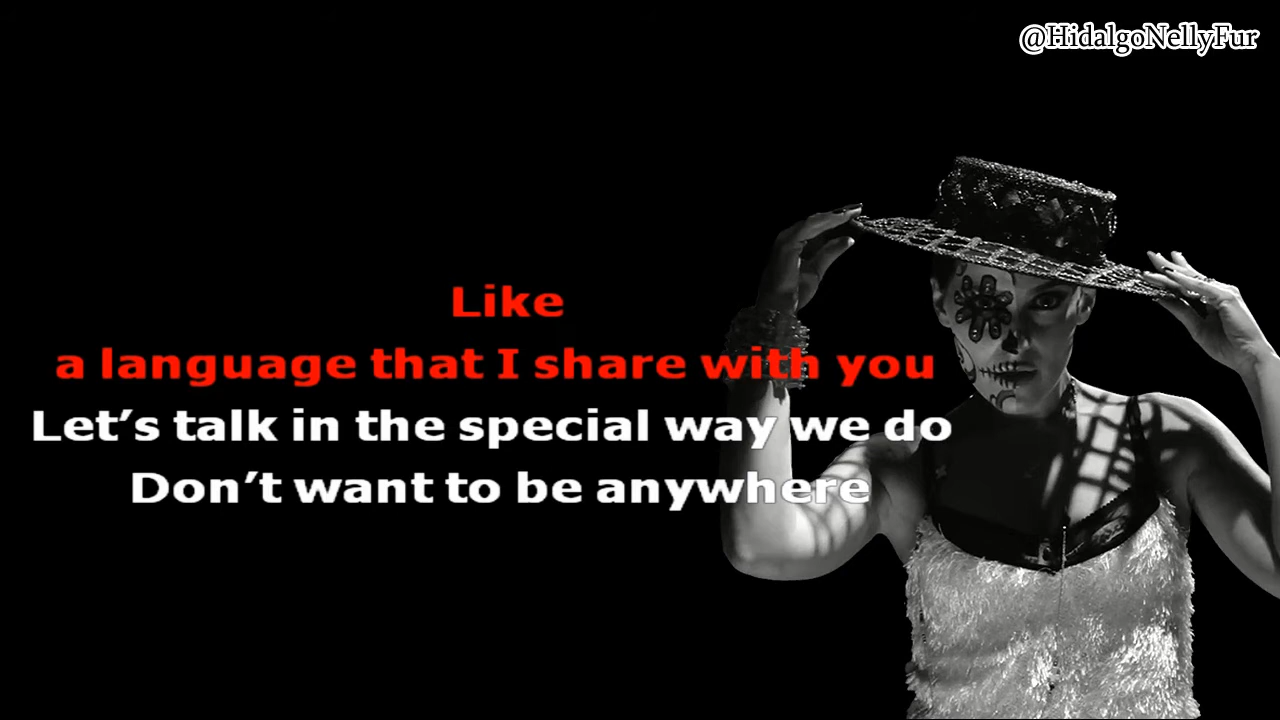 @HidalgoNellyFur
Like
a language that I share with you
Let’s talk in the special way we do
Don’t want to be anywhere